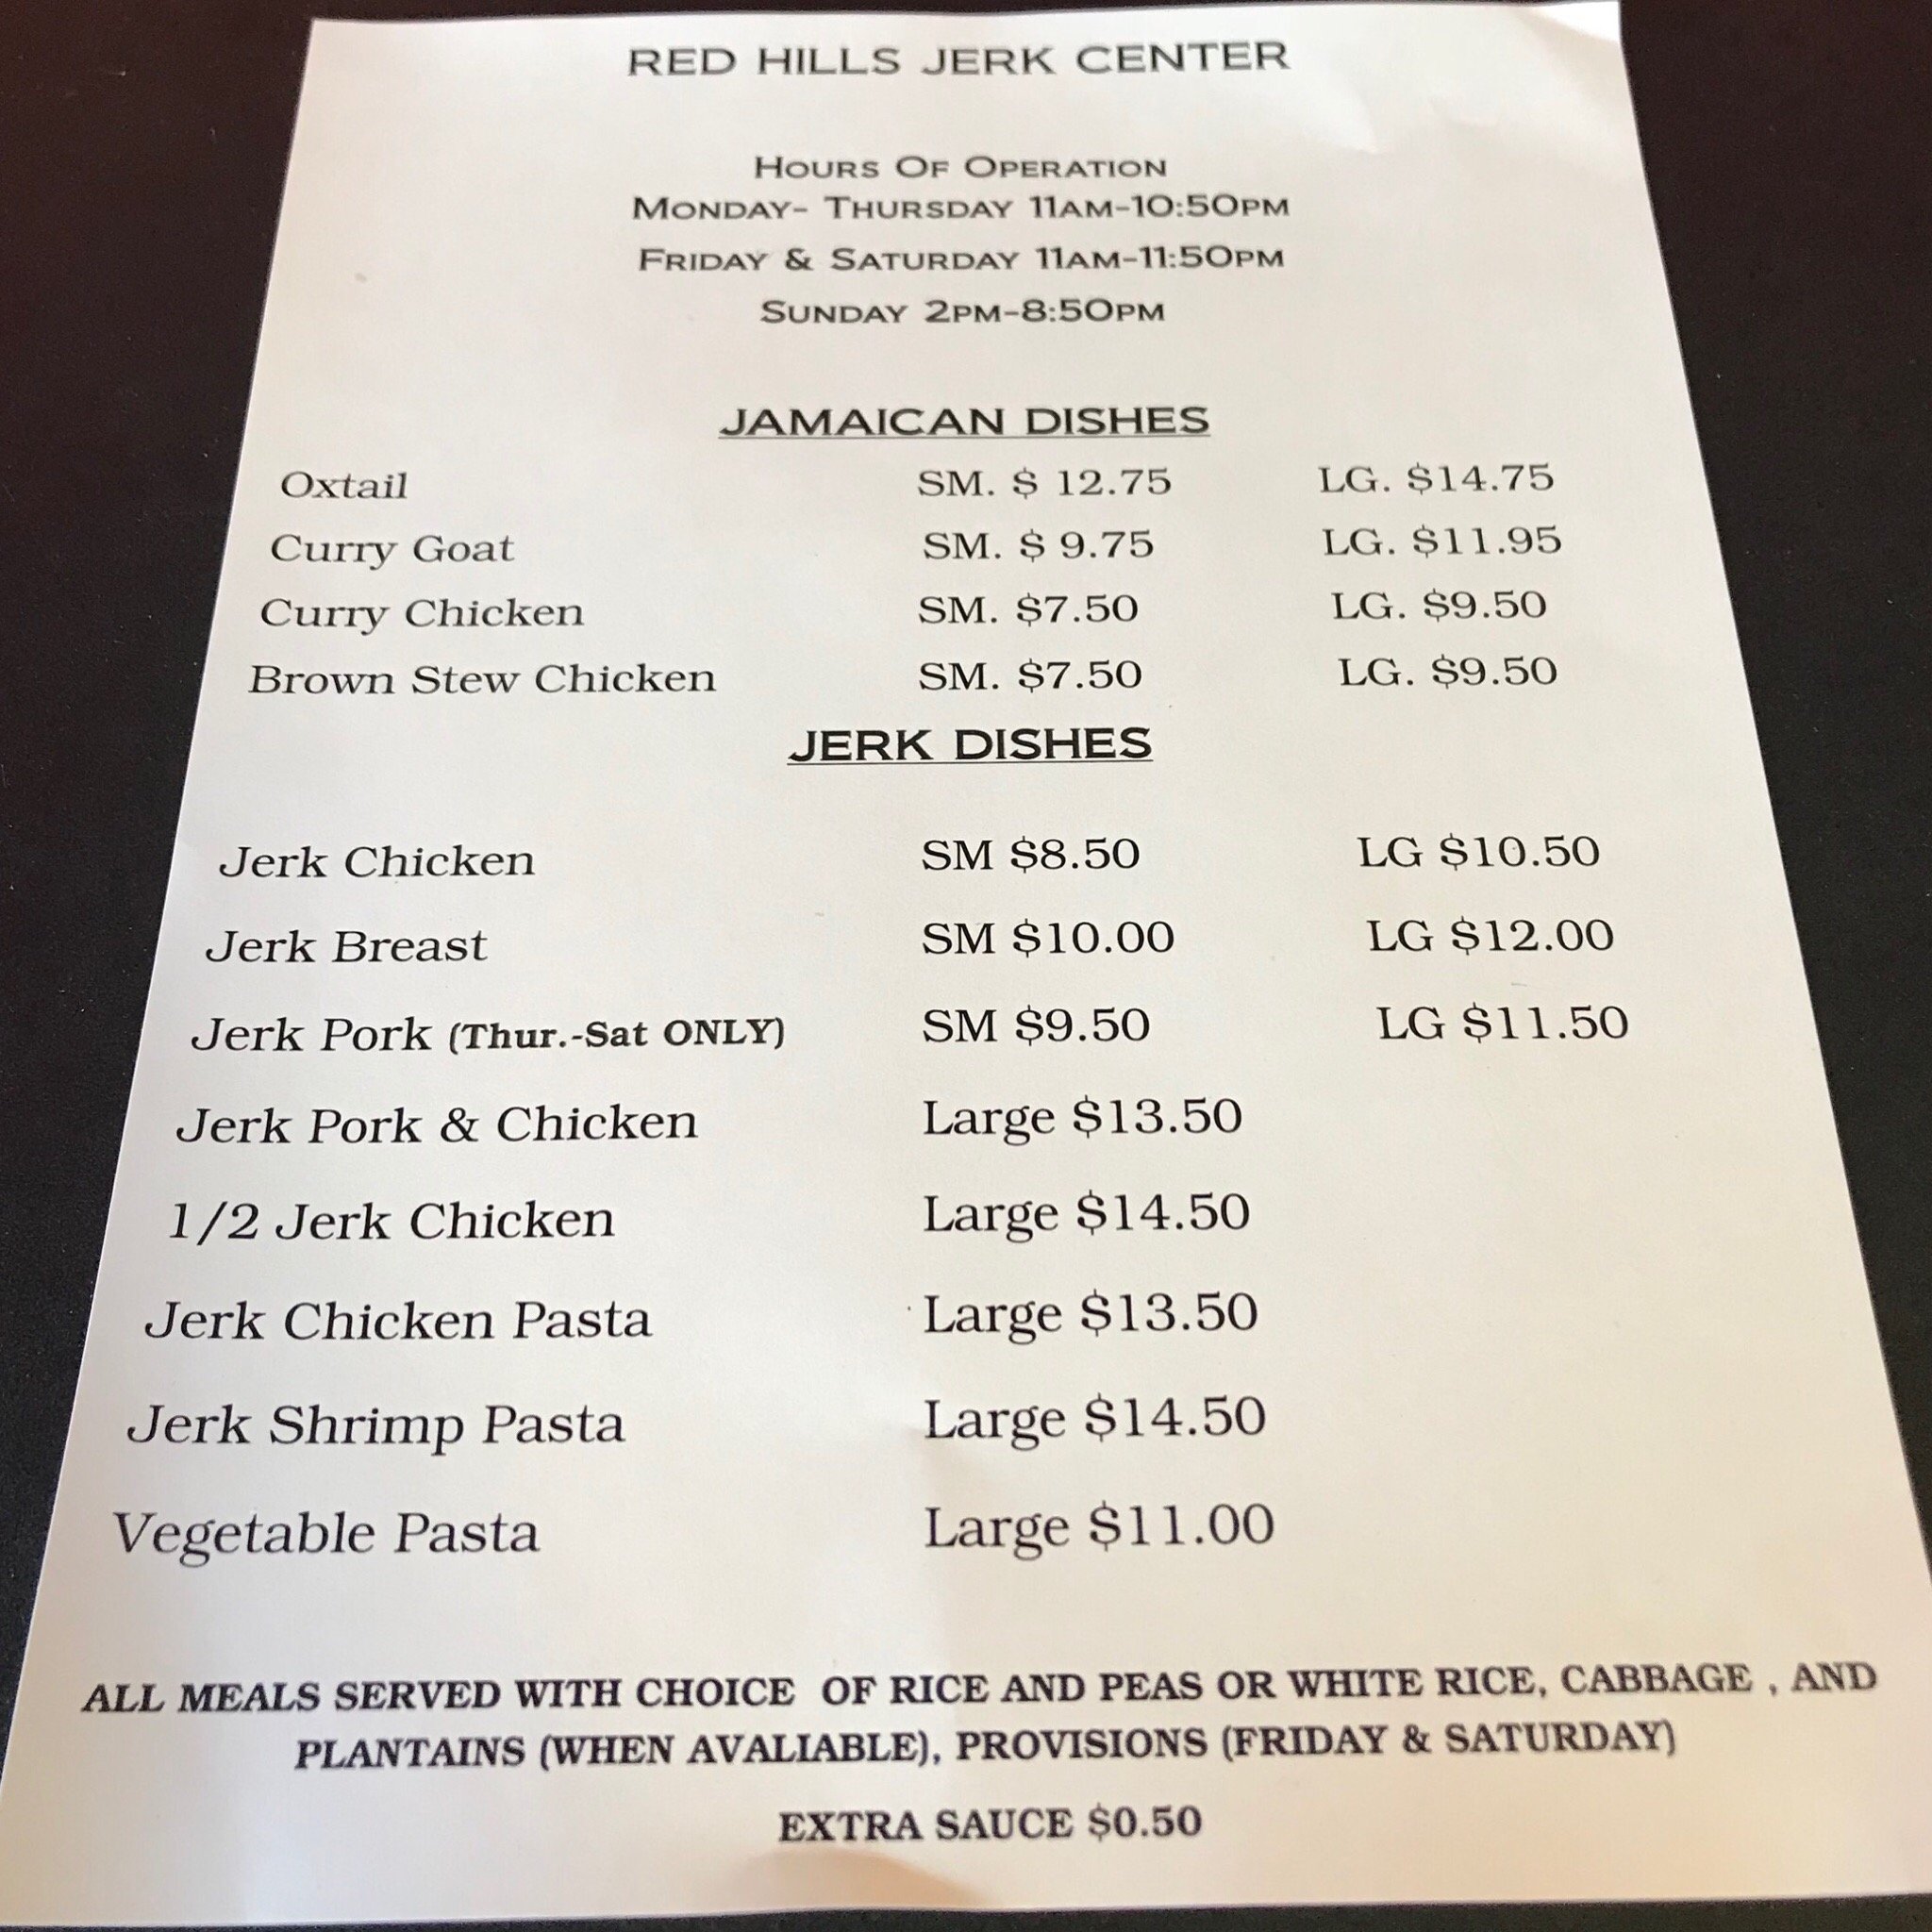 RED HILLS JERK CENTER
HOURS OF OPERATION
MONDAY- THURSDAY 11AM-10:50PM
FRIDAY & SATURDAY 11AM-11:50PM
SUNDAY 2PM-8:50PM
JAMAICAN DISHES
Oxtail SM. $ 12.75 LG. $14.75
Curry Goat SM. $ 9.75 LG. $11.95
Curry Chicken SM. $7.50 LG. $9.50
Brown Stew Chicken SM. $7.50 LG. $9.50
JERK DISHES
Jerk Chicken SM $8.50 LG $10.50
Jerk Breast SM $10.00 LG $12.00
Jerk Pork (Thur.-Sat ONLY) SM $9.50 LG $11.50
Jerk Pork & Chicken Large $13.50
1/2 Jerk Chicken Large $14.50
Jerk Chicken Pasta Large $13.50
Jerk Shrimp Pasta Large $14.50
Vegetable Pasta Large $11.00
ALL MEALS SERVED WITH CHOICE OF RICE AND PEAS OR WHITE RICE, CABBAGE , AND
PLANTAINS (WHEN AVALIABLE), PROVISIONS (FRIDAY & SATURDAY)
EXTRA SAUCE $0.50